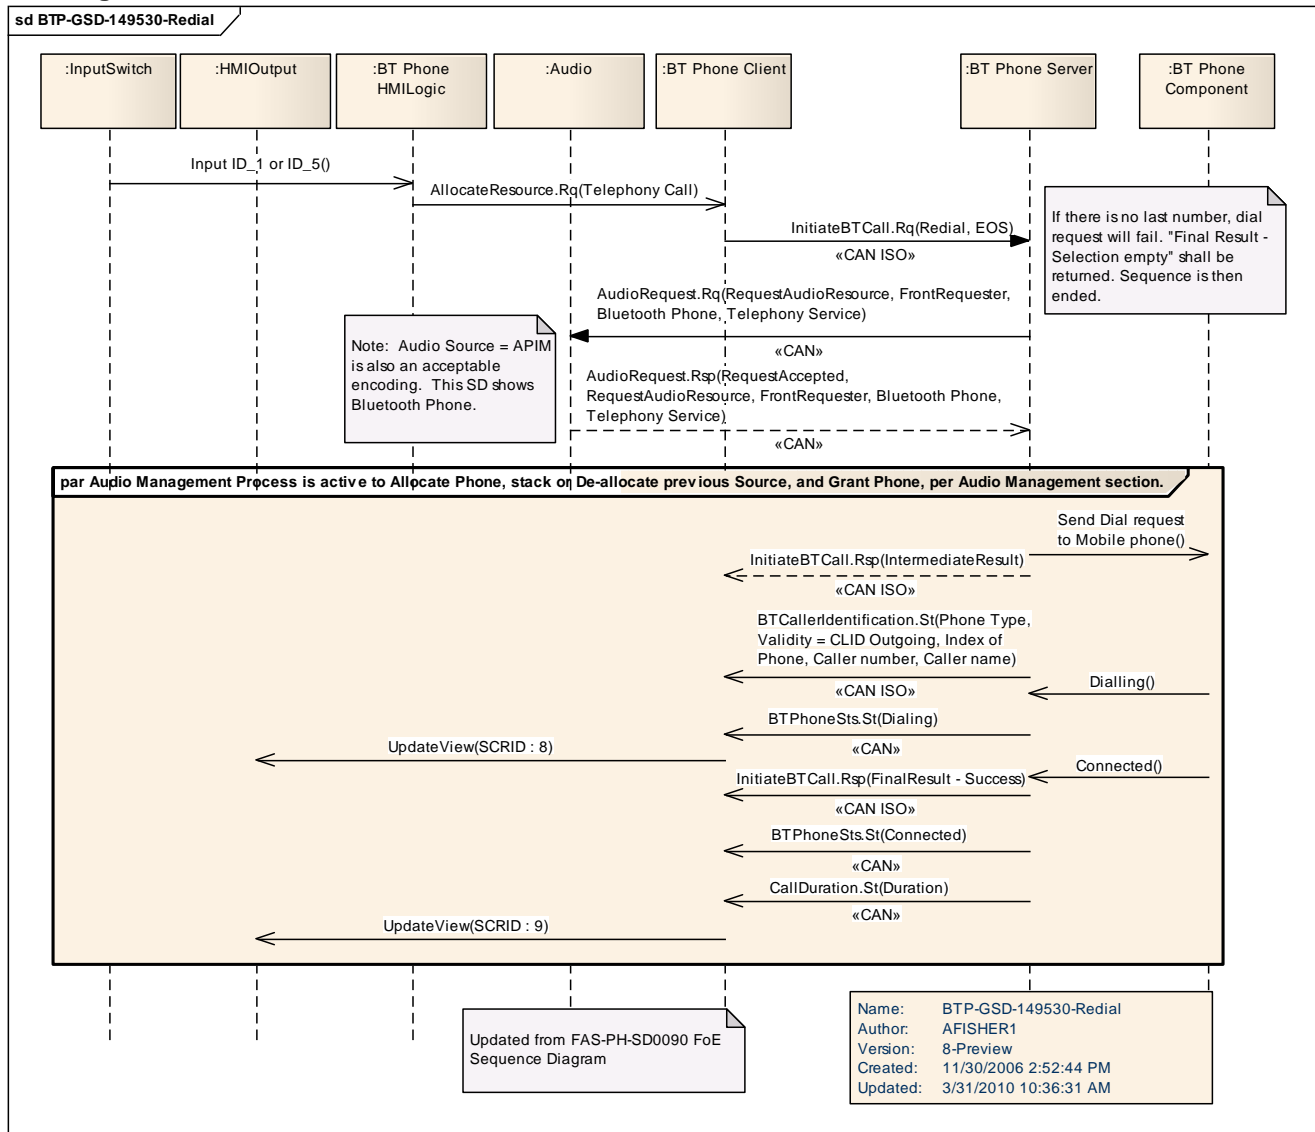 sd BTP-GSD-149530-Redial
:InputSwitch
:HMIOutput
:BT Phone
HMILogic
:Audio
:BT Phone Client
:BT Phone Server
:BT Phone
Component
Input ID_1 or ID_5()
AllocateResource.Rq(Telephony Call)
InitiateBTCall.Rq(Redial, EOS)
«CAN ISO»
If there is no last number, dial
request will fail. "Final Result -
Selection empty" shall be
returned. Sequence is then
ended.
AudioRequest.Rq(RequestAudioResource, FrontRequester,
Bluetooth Phone, Telephony Service)
«CAN»
Note: Audio Source = APIM
is also an acceptable
encoding. This SD shows
Bluetooth Phone.
AudioRequest.Rsp(RequestAccepted,
RequestAudioResource, FrontRequester, Bluetooth Phone,
Telephony Service)
«CAN»
par Audio Management Process is active to Allocate Phone, stack or De-allocate previous Source, and Grant Phone, per Audio Management section.
Send Dial request
to Mobile phone()
InitiateBTCall.Rsp(IntermediateResult)
«CAN ISO»
BTCallerIdentification.St(Phone Type,
Validity = CLID Outgoing, Index of
Phone, Caller number, Caller name)
«CAN ISO»
Dialling()
BTPhoneSts.St(Dialing)
«CAN»
UpdateView(SCRID : 8)
Connected()
InitiateBTCall.Rsp(FinalResult - Success)
«CAN ISO»
BTPhoneSts.St(Connected)
«CAN»
CallDuration.St(Duration)
«CAN»
UpdateView(SCRID : 9)
Updated from FAS-PH-SD0090 FoE
Sequence Diagram
Name: BTP-GSD-149530-Redial
Author: AFISHER1
Version: 8-Preview
Created: 11/30/2006 2:52:44 PM
Updated: 3/31/2010 10:36:31 AM